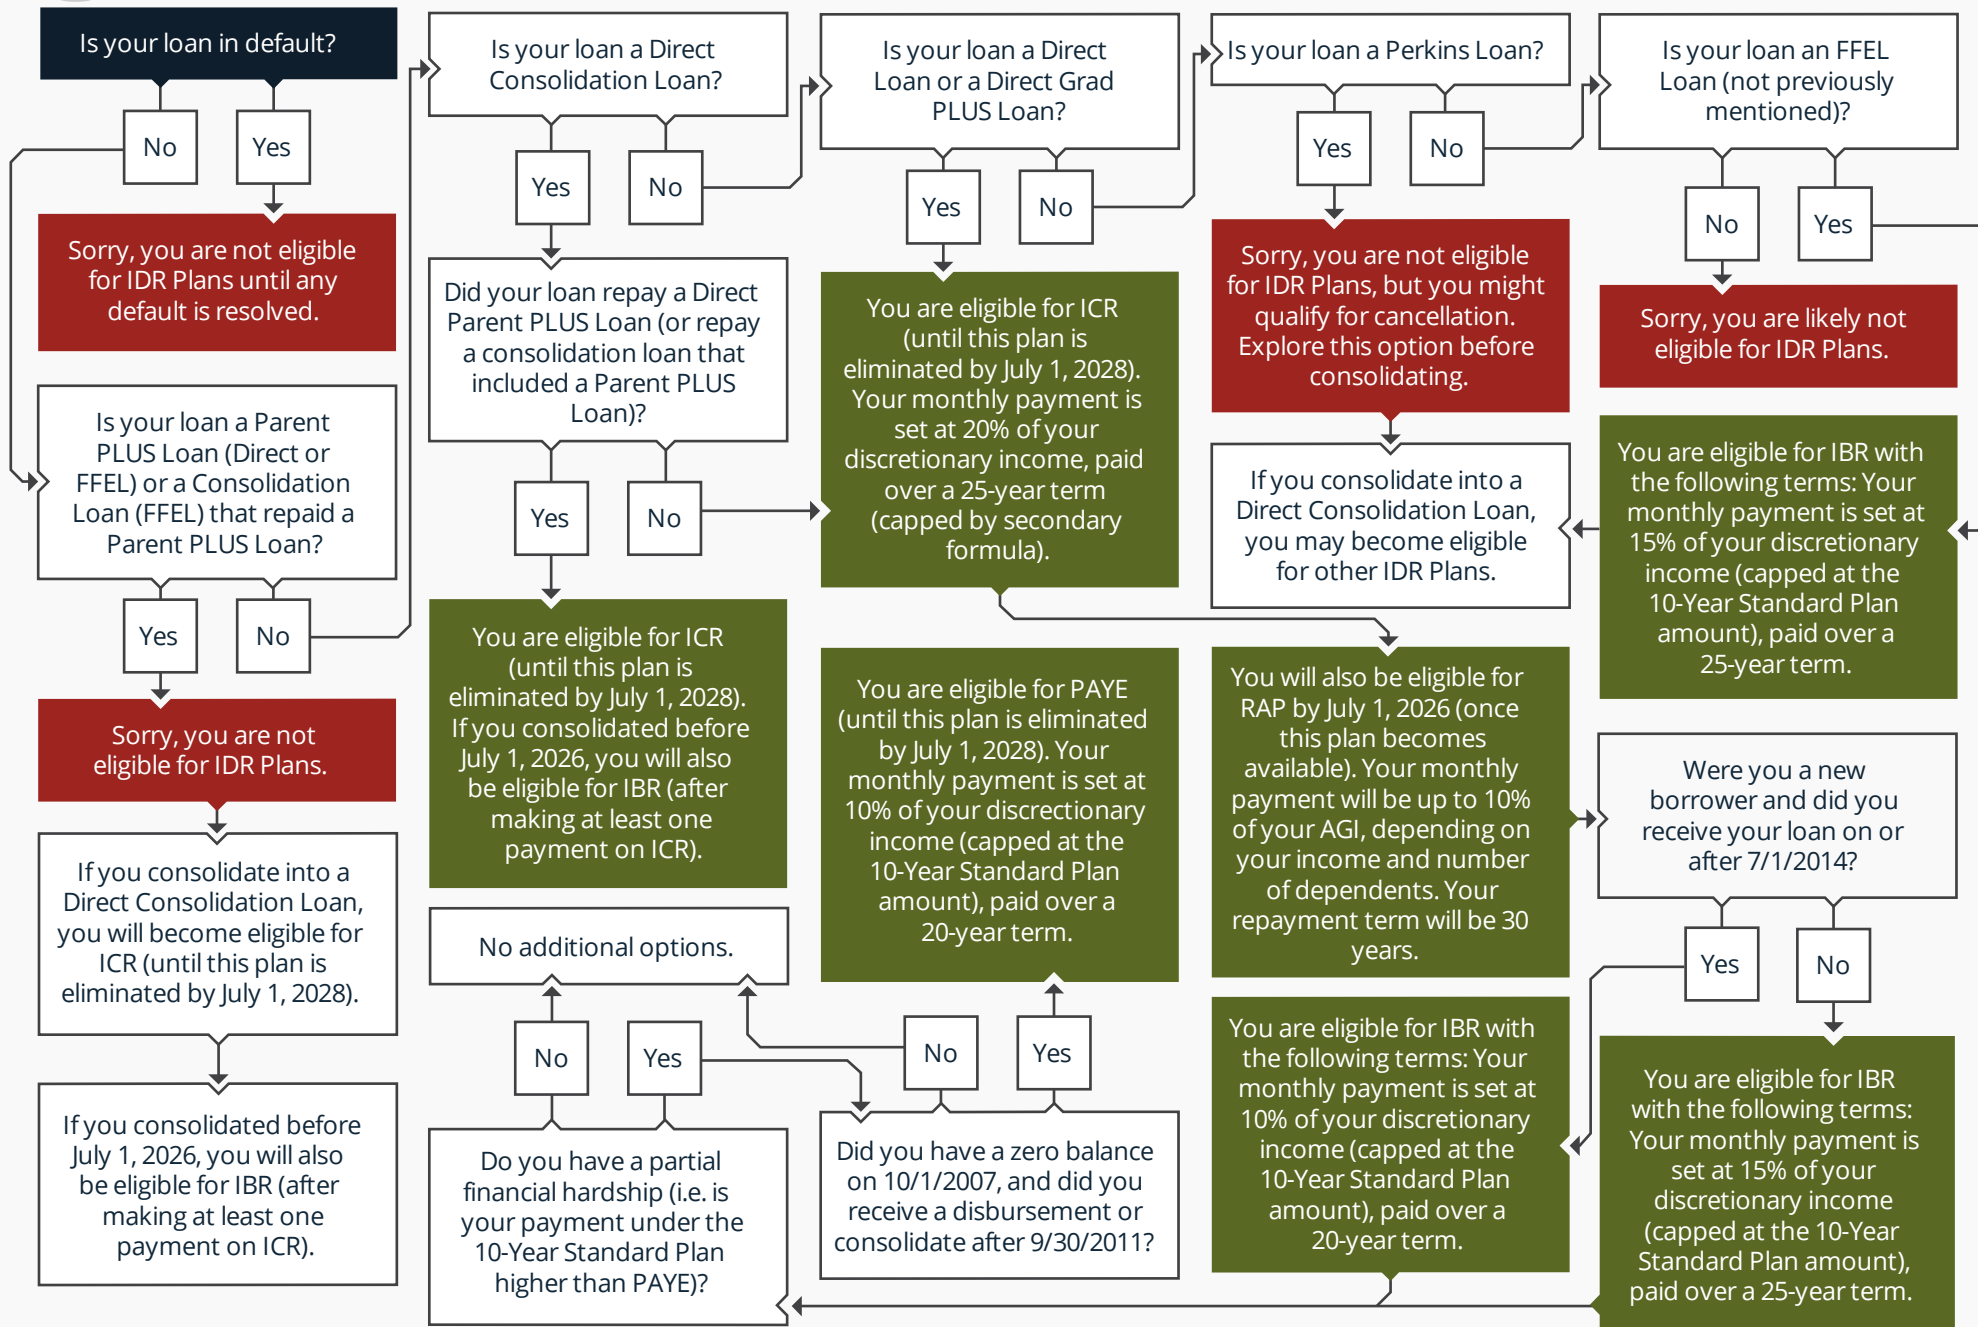 Is your loan in default?
No
Yes
Sorry, you are not eligible
for IDR Plans until any
default is resolved.
Is your loan a Parent
PLUS Loan (Direct or
FFEL) or a Consolidation
Loan (FFEL) that repaid a
Parent PLUS Loan?
Yes
No
Sorry, you are not
eligible for IDR Plans.
If you consolidate into a
Direct Consolidation Loan,
you will become eligible for
ICR (until this plan is
eliminated by July 1, 2028).
If you consolidated before
July 1, 2026, you will also
be eligible for IBR (after
making at least one
payment on ICR).
Is your loan a Direct
Consolidation Loan?
Yes
No
Did your loan repay a Direct
Parent PLUS Loan (or repay
a consolidation loan that
included a Parent PLUS
Loan)?
Yes
No
You are eligible for ICR
(until this plan is
eliminated by July 1, 2028).
If you consolidated before
July 1, 2026, you will also
be eligible for IBR (after
making at least one
payment on ICR).
No additional options.
No
Yes
Do you have a partial
financial hardship (i.e. is
your payment under the
10-Year Standard Plan
higher than PAYE)?
Is your loan a Direct
Loan or a Direct Grad
PLUS Loan?
Yes
No
You are eligible for ICR
(until this plan is
eliminated by July 1, 2028).
Your monthly payment is
set at 20% of your
discretionary income, paid
over a 25-year term
(capped by secondary
formula).
You are eligible for PAYE
(until this plan is eliminated
by July 1, 2028). Your
monthly payment is set at
10% of your discrectionary
income (capped at the
10-Year Standard Plan
amount), paid over a
20-year term.
No
Yes
Did you have a zero balance
on 10/1/2007, and did you
receive a disbursement or
consolidate after 9/30/2011?
Is your loan a Perkins Loan?
Yes
No
Sorry, you are not eligible
for IDR Plans, but you might
qualify for cancellation.
Explore this option before
consolidating.
If you consolidate into a
Direct Consolidation Loan,
you may become eligible
for other IDR Plans.
You will also be eligible for
RAP by July 1, 2026 (once
this plan becomes
available). Your monthly
payment will be up to 10%
of your AGI, depending on
your income and number
of dependents. Your
repayment term will be 30
years.
You are eligible for IBR with
the following terms: Your
monthly payment is set at
10% of your discretionary
income (capped at the
10-Year Standard Plan
amount), paid over a
20-year term.
Is your loan an FFEL
Loan (not previously
mentioned)?
No
Yes
Sorry, you are likely not
eligible for IDR Plans.
You are eligible for IBR with
the following terms: Your
monthly payment is set at
15% of your discretionary
income (capped at the
10-Year Standard Plan
amount), paid over a
25-year term.
Were you a new
borrower and did you
receive your loan on or
after 7/1/2014?
Yes
No
You are eligible for IBR
with the following terms:
Your monthly payment is
set at 15% of your
discretionary income
(capped at the 10-Year
Standard Plan amount),
paid over a 25-year term.